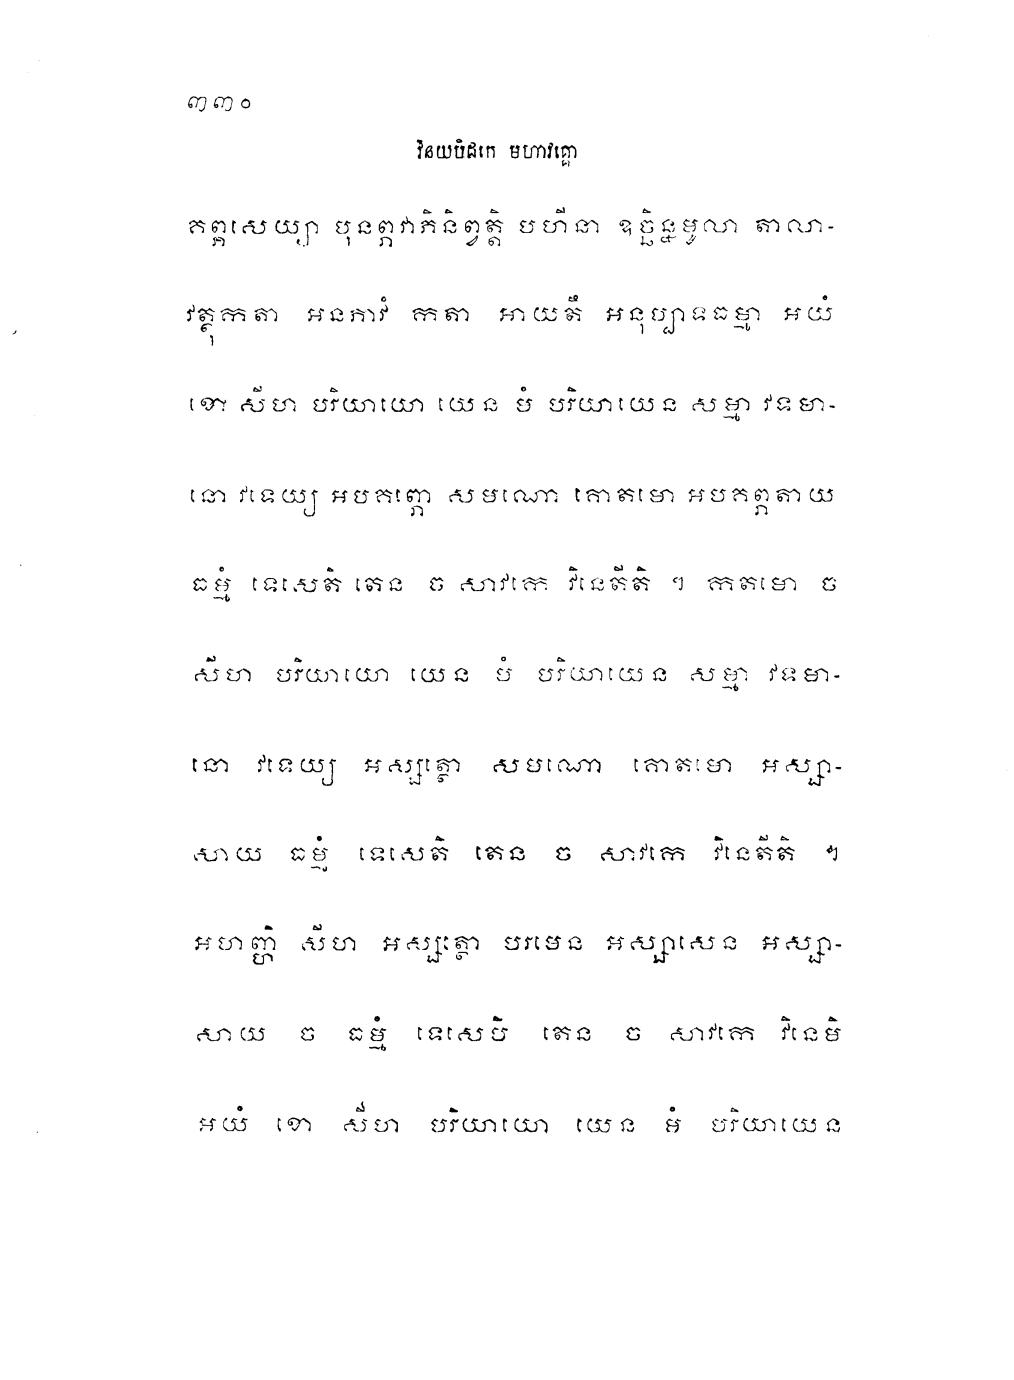 ៣៣០
វិនយបិដកេ មហាវគ្គោ
គព្ភសេយ្យា បុនព្ភវាភិនិព្វត្តិ បហីនា ឧច្ឆិន្នមូលា តាលា-
វត្ថុកតា អនភាវំ កតា អាយតឹ អនុប្បាទធម្មា អយំ
ខោ សីហ បរិយាយោ យេន មំ បរិយាយេន សម្មា វទមា-
នោ វទេយ្យ អបគព្ភោ សមណោ គោតមោ អបគព្ភតាយ
ធម្មំ ទេសេតិ តេន ច សាវកេ វិនេតីតិ ។ កតមោ ច
សីហ បរិយាយោ យេន មំ បរិយាយេន សម្មា វទមា-
នោ វទេយ្យ អស្សត្ថោ សមណោ គោតមោ អស្សា-
សាយ ធម្មំ ទេសេតិ តេន ច សាវកេ វិនេតីតិ ។
អហញ្ហិ សីហ អស្សត្ថោ បរមេន អស្សាសេន អស្សា-
សាយ ច ធម្មំ ទេសេមិ តេន ច សាវកេ វិនេមិ
អយំ ខោ សីហ បរិយាយោ យេន មំ បរិយាយេន